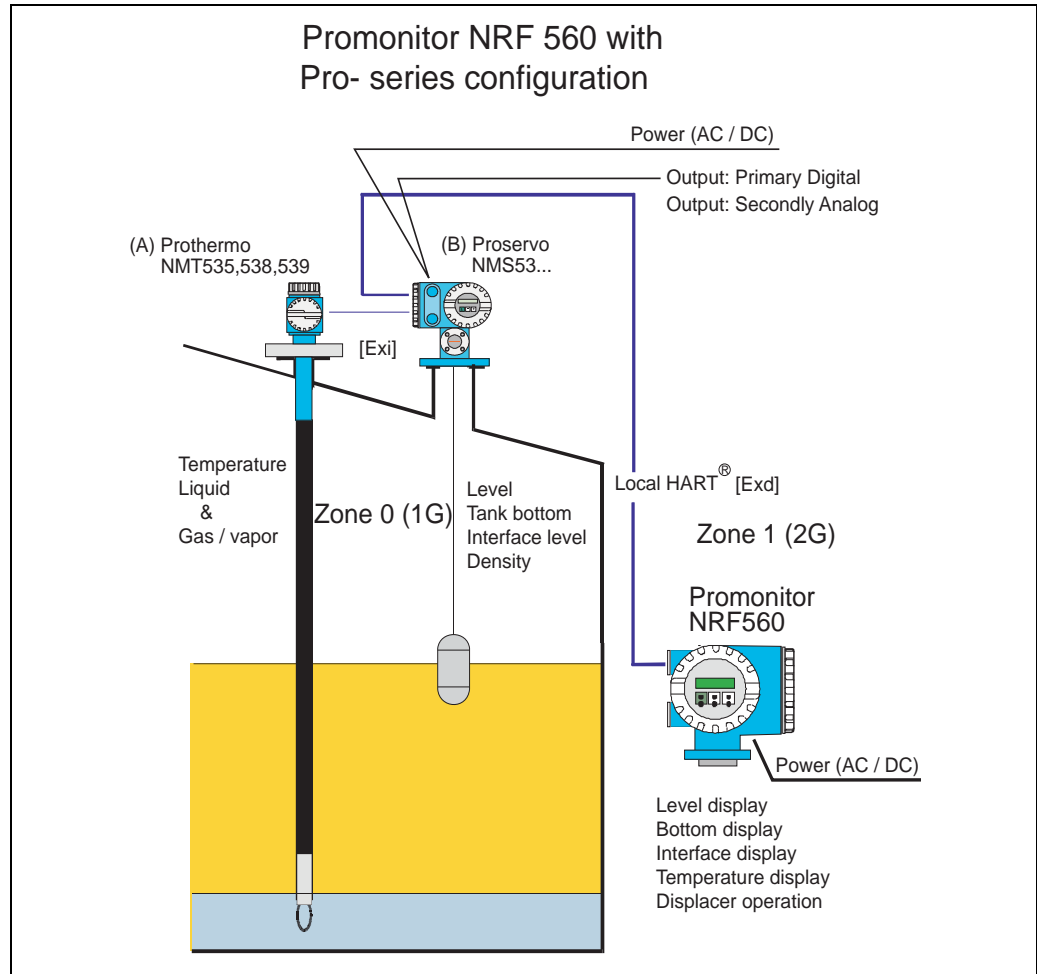 Promonitor NRF 560 with
Pro- series configuration
Power (AC / DC)
Output: Primary Digital
Output: Secondly Analog
(A) Prothermo
NMT535,538,539
(B) Proservo
NMS53...
[Exi]
Temperature
Liquid
&
Gas / vapor
Zone 0 (1G)
Level
Tank bottom
Interface level
Density
Local HART® [Exd]
Zone 1 (2G)
Promonitor
NRF560
Power (AC / DC)
Level display
Bottom display
Interface display
Temperature display
Displacer operation